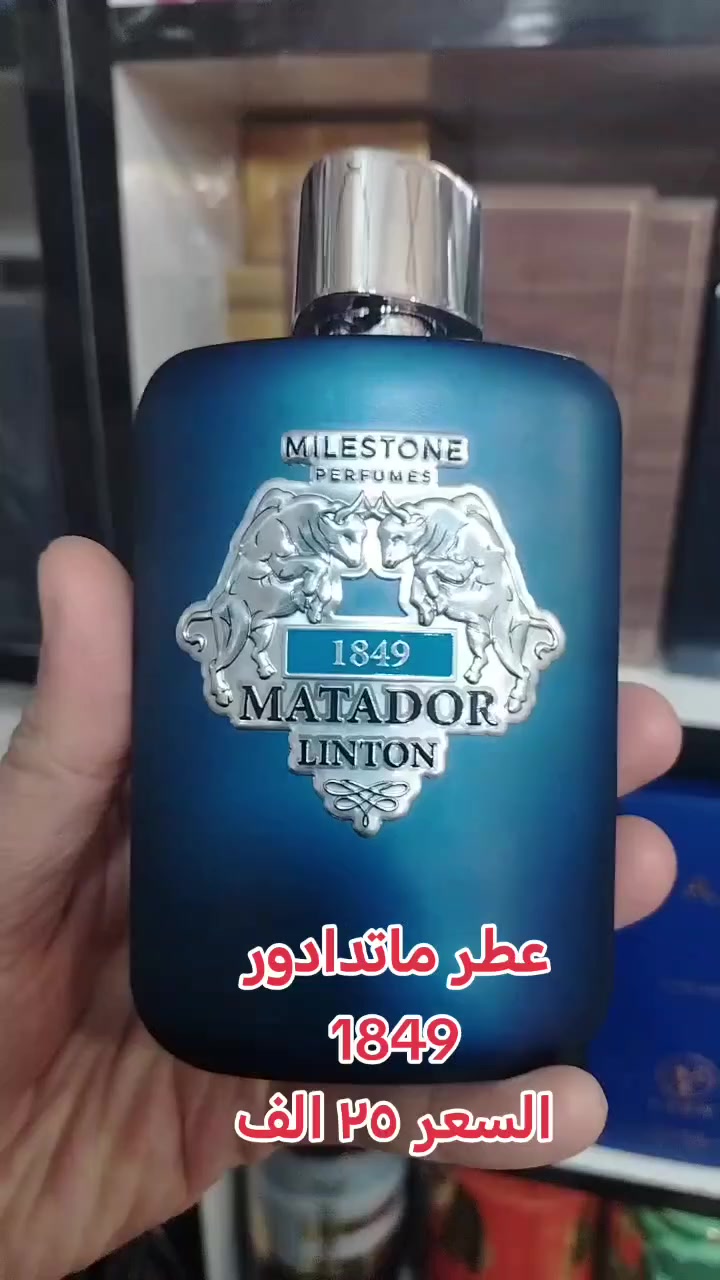 MILESTONE
PERFUMES
1849
MATADOR
LINTON
عطر ماتدادور
1849
السعر ٢٥ الف